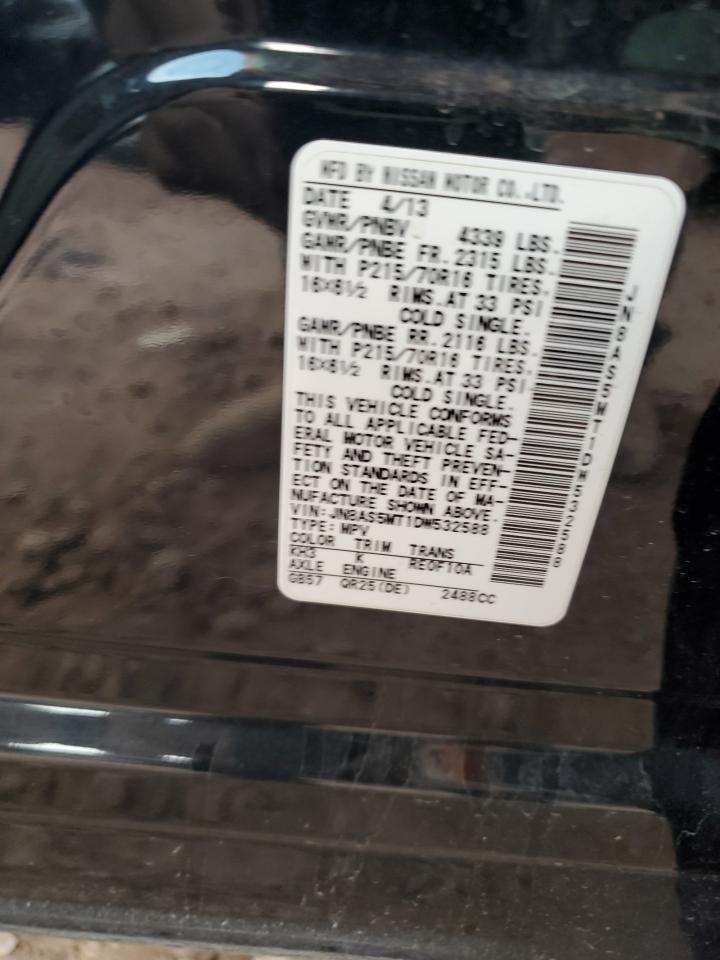 MFD BY NISSAN MOTOR CO.,LTD.
DATE 4/13
GVWR/PNBV 4339 LBS.
GAWR/PNBE FR. 2315 LBS.
WITH P215/70R16 TIRES.
16X6½ RIMS. AT 33 PSI
COLD SINGLE.
GAWR/PNBE RR. 2116 LBS.
WITH P215/70R16 TIRES.
16X6½ RIMS. AT 33 PSI
COLD SINGLE.
THIS VEHICLE CONFORMS
TO ALL APPLICABLE FED-
ERAL MOTOR VEHICLE SA-
FETY AND THEFT PREVEN-
TION STANDARDS IN EFF-
ECT ON THE DATE OF MA-
NUFACTURE SHOWN ABOVE.
VIN: JN8AS5MT1DW532588
TYPE: MPV
COLOR TRIM TRANS
KH3 K RE0F10A
AXLE ENGINE
GB57 QR25(DE) 2488CC
JN8AS5MT1DW532588